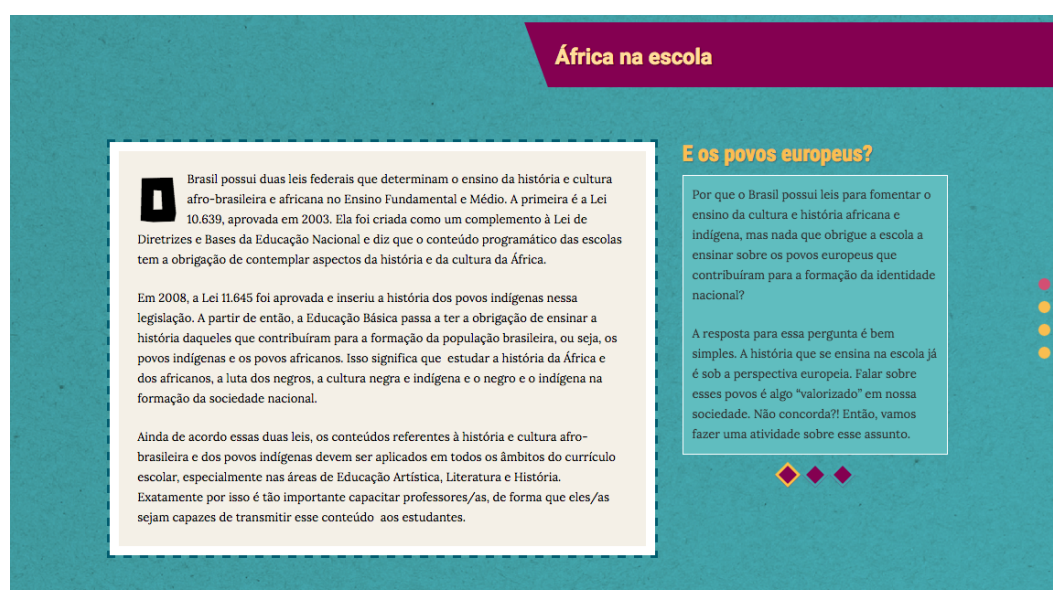 África na escola
O Brasil possui duas leis federais que determinam o ensino da história e cultura
afro-brasileira e africana no Ensino Fundamental e Médio. A primeira é a Lei
10.639, aprovada em 2003. Ela foi criada como um complemento à Lei de
Diretrizes e Bases da Educação Nacional e diz que o conteúdo programático das escolas
tem a obrigação de contemplar aspectos da história e da cultura da África.
Em 2008, a Lei 11.645 foi aprovada e inseriu a história dos povos indígenas nessa
legislação. A partir de então, a Educação Básica passa a ter a obrigação de ensinar a
história daqueles que contribuíram para a formação da população brasileira, ou seja, os
povos indígenas e os povos africanos. Isso significa que estudar a história da África e
dos africanos, a luta dos negros, a cultura negra e indígena e o negro e o indígena na
formação da sociedade nacional.
Ainda de acordo essas duas leis, os conteúdos referentes à história e cultura afro-
brasileira e dos povos indígenas devem ser aplicados em todos os âmbitos do currículo
escolar, especialmente nas áreas de Educação Artística, Literatura e História.
Exatamente por isso é tão importante capacitar professores/as, de forma que eles/as
sejam capazes de transmitir esse conteúdo aos estudantes.
E os povos europeus?
Por que o Brasil possui leis para fomentar o
ensino da cultura e história africana e
indígena, mas nada que obrigue a escola a
ensinar sobre os povos europeus que
contribuíram para a formação da identidade
nacional?
A resposta para essa pergunta é bem
simples. A história que se ensina na escola já
é sob a perspectiva europeia. Falar sobre
esses povos é algo “valorizado” em nossa
sociedade. Não concorda?! Então, vamos
fazer uma atividade sobre esse assunto.